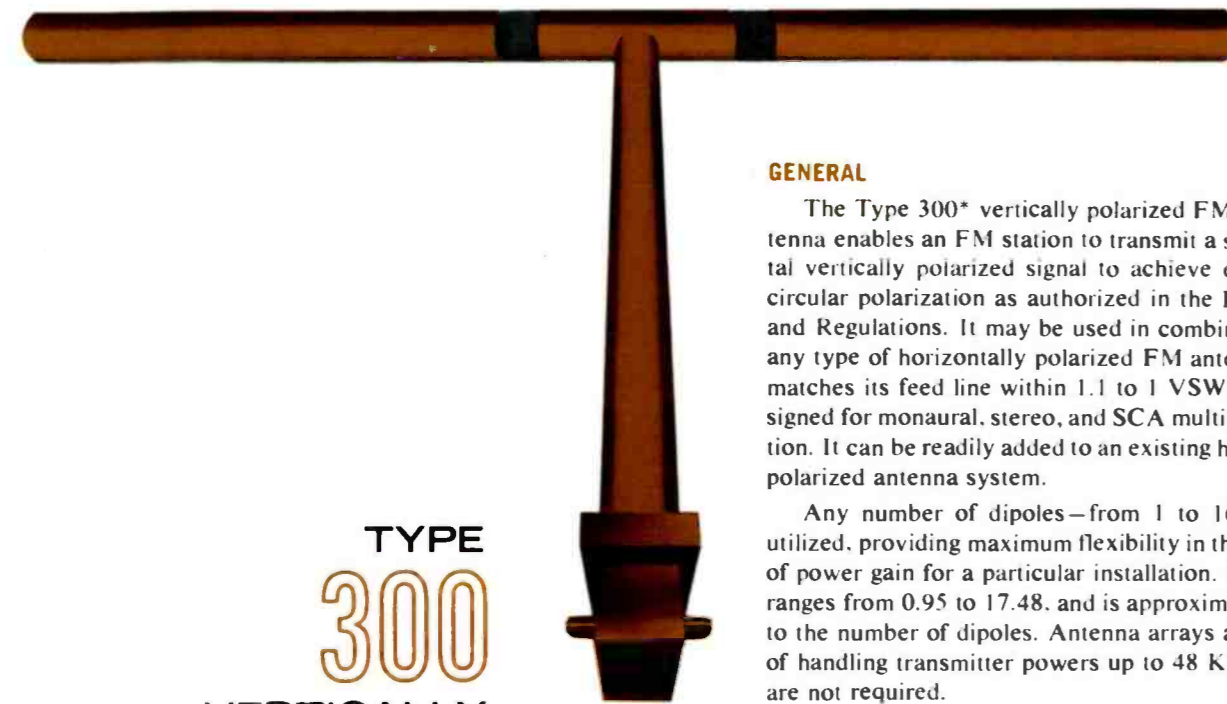 TYPE
300
VERTICALLY
GENERAL
The Type 300* vertically polarized FM
tenna enables an FM station to transmit a s
tal vertically polarized signal to achieve
circular polarization as authorized in the
and Regulations. It may be used in combin
any type of horizontally polarized FM ante
matches its feed line within 1.1 to 1 VSW
signed for monaural, stereo, and SCA multi
tion. It can be readily added to an existing h
polarized antenna system.
Any number of dipoles—from 1 to 16
utilized, providing maximum flexibility in th
of power gain for a particular installation.
ranges from 0.95 to 17.48, and is approxim
to the number of dipoles. Antenna arrays a
of handling transmitter powers up to 48 K
are not required.